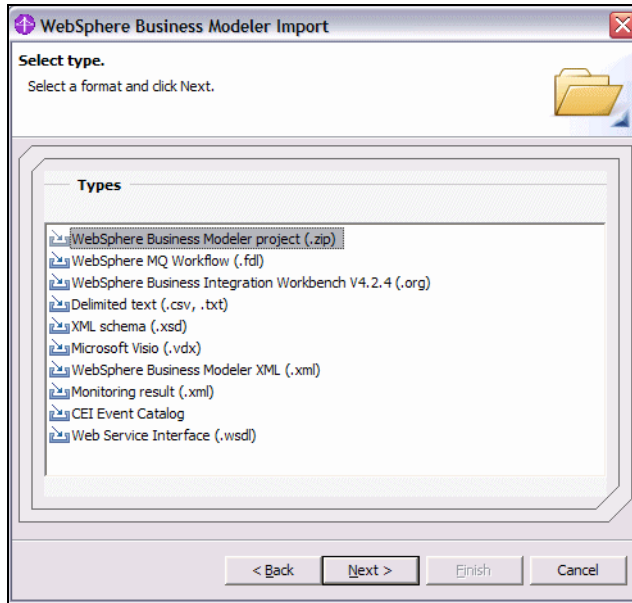 WebSphere Business Modeler Import
Select type.
Select a format and click Next.
Types
WebSphere Business Modeler project (.zip)
WebSphere MQ Workflow (.fdl)
WebSphere Business Integration Workbench V4.2.4 (.org)
Delimited text (.csv, .txt)
XML schema (.xsd)
Microsoft Visio (.vdx)
WebSphere Business Modeler XML (.xml)
Monitoring result (.xml)
CEI Event Catalog
Web Service Interface (.wsdl)
< Back Next > Finish Cancel